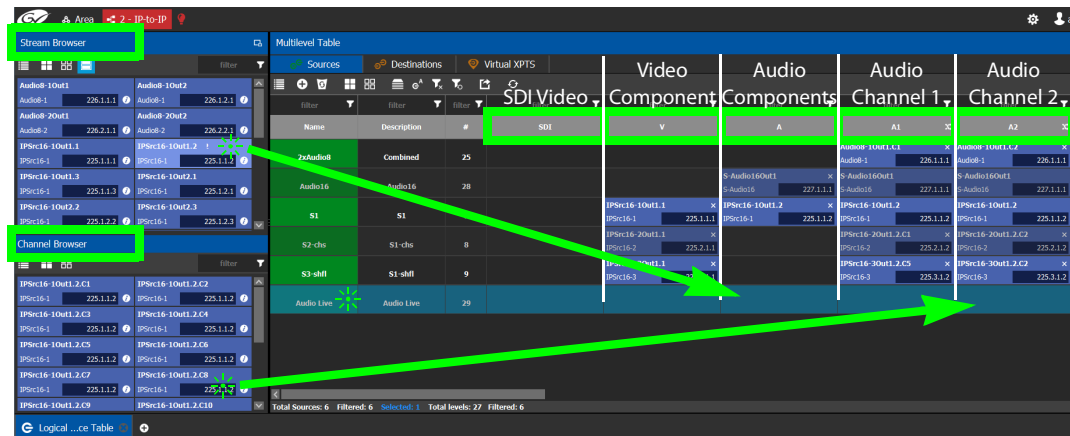 GV Area 2 - IP-to-IP
Stream Browser
filter
Audio8-1Out1 Audio8-1Out2
Audio8-1 226.1.1.1 Audio8-1 226.1.2.1
Audio8-2Out1 Audio8-2Out2
Audio8-2 226.2.1.1 Audio8-2 226.2.2.1
IPSrc16-1Out1.1 IPSrc16-1Out1.2
IPSrc16-1 225.1.1.1 IPSrc16-1 225.1.1.2
IPSrc16-1Out1.3 IPSrc16-1Out2.1
IPSrc16-1 225.1.1.3 IPSrc16-1 225.1.2.1
IPSrc16-1Out2.2 IPSrc16-1Out2.3
IPSrc16-1 225.1.2.2 IPSrc16-1 225.1.2.3
Channel Browser
filter
IPSrc16-1Out1.2.C1 IPSrc16-1Out1.2.C2
IPSrc16-1 225.1.1.2 IPSrc16-1 225.1.1.2
IPSrc16-1Out1.2.C3 IPSrc16-1Out1.2.C4
IPSrc16-1 225.1.1.2 IPSrc16-1 225.1.1.2
IPSrc16-1Out1.2.C5 IPSrc16-1Out1.2.C6
IPSrc16-1 225.1.1.2 IPSrc16-1 225.1.1.2
IPSrc16-1Out1.2.C7 IPSrc16-1Out1.2.C8
IPSrc16-1 225.1.1.2 IPSrc16-1 225.1.1.2
IPSrc16-1Out1.2.C9 IPSrc16-1Out1.2.C10
Multilevel Table
Sources Destinations Virtual XPTS
SDI Video
Video
Component
Audio
Components
Audio
Channel 1
Audio
Channel 2
filter filter filter
Name Description # SDI V A A1 A2
Audio8-1Out1.C1 × Audio8-1Out1.C2 ×
2xAudio8 Combined 25 Audio8-1 226.1.1.1 Audio8-1 226.1.1.1
S-Audio16Out1 × S-Audio16Out1 × S-Audio16Out1 ×
Audio16 Audio16 28 S-Audio16 227.1.1.1 S-Audio16 227.1.1.1 S-Audio16 227.1.1.1
IPSrc16-1Out1.1 × IPSrc16-1Out1.2 × IPSrc16-1Out1.2 × IPSrc16-1Out1.2 ×
S1 S1 IPSrc16-1 225.1.1.1 IPSrc16-1 225.1.1.2 IPSrc16-1 225.1.1.2 IPSrc16-1 225.1.1.2
IPSrc16-2Out1.1 × IPSrc16-2Out1.2.C1 × IPSrc16-2Out1.2.C2 ×
S2-chs S1-chs 8 IPSrc16-2 225.2.1.1 IPSrc16-2 225.2.1.2 IPSrc16-2 225.2.1.2
IPSrc16-3Out1.1 × IPSrc16-3Out1.2.C5 × IPSrc16-3Out1.2.C2 ×
S3-shfl S1-shfl 9 IPSrc16-3 IPSrc16-3 225.3.1.2 IPSrc16-3 225.3.1.2
Audio Live Audio Live 29
Total Sources: 6 Filtered: 6 Selected: 1 Total levels: 27 Filtered: 6
Logical ...ce Table